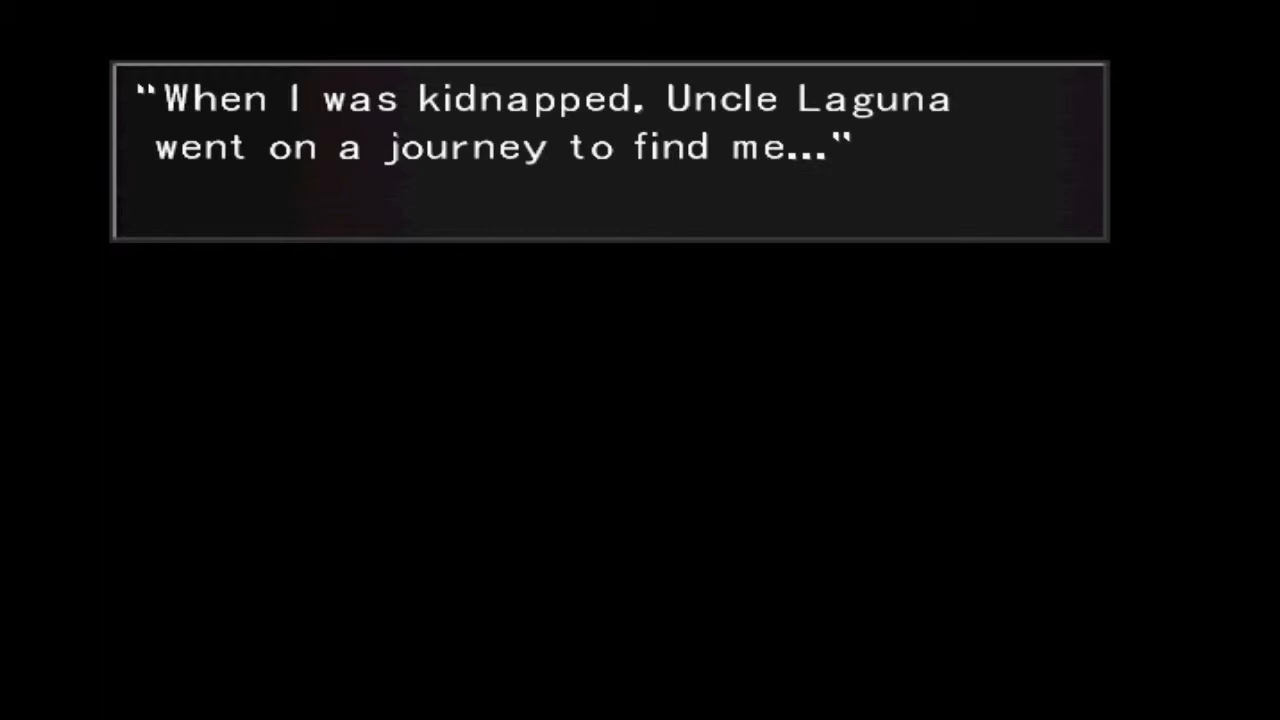 “When I was kidnapped, Uncle Laguna
went on a journey to find me...”